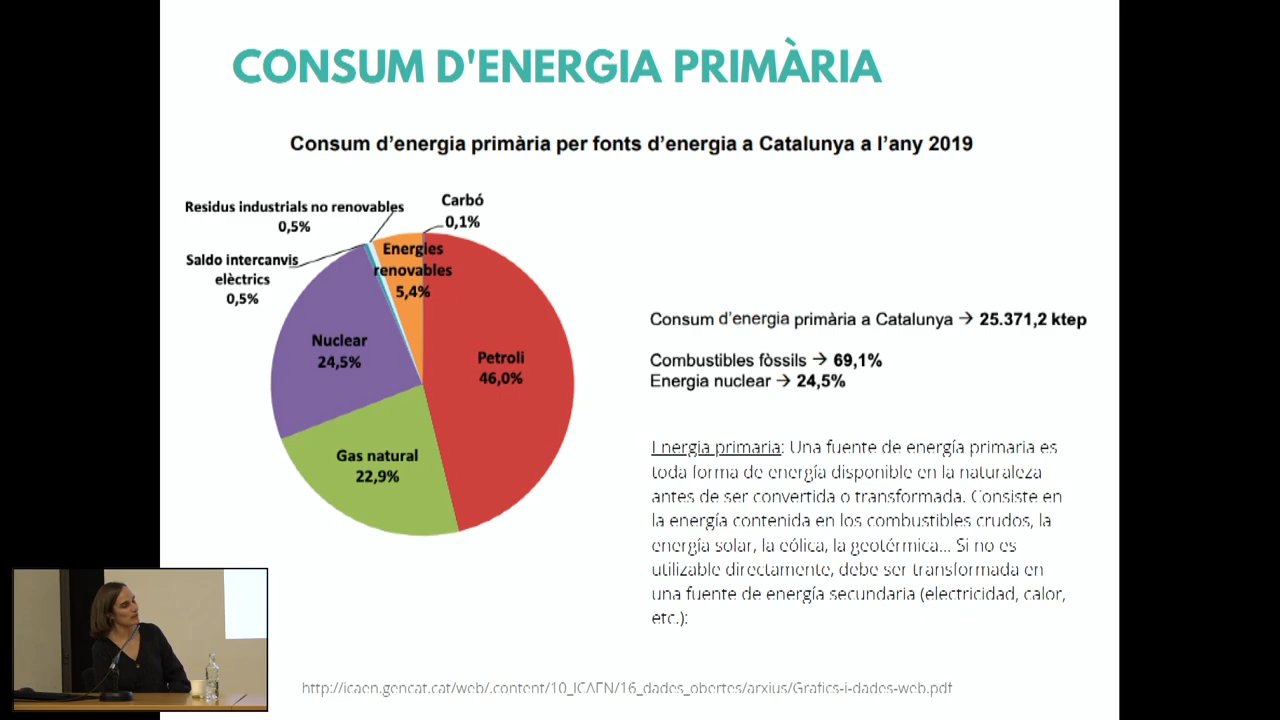 CONSUM D'ENERGIA PRIMÀRIA
Consum d'energia primària per fonts d'energia a Catalunya a l'any 2019
Residus industrials no renovables
0,5%
Carbó
0,1%
Saldo intercanvis
elèctrics
0,5%
Energies
renovables
5,4%
Nuclear
24,5%
Petroli
46,0%
Gas natural
22,9%
Consum d'energia primària a Catalunya → 25.371,2 ktep
Combustibles fòssils → 69,1%
Energia nuclear → 24,5%
Energia primaria: Una fuente de energía primaria es
toda forma de energía disponible en la naturaleza
antes de ser convertida o transformada. Consiste en
la energía contenida en los combustibles crudos, la
energía solar, la eólica, la geotérmica... Si no es
utilizable directamente, debe ser transformada en
una fuente de energía secundaria (electricidad, calor,
etc.):
http://icaen.gencat.cat/web/.content/10_ICAEN/16_dades_obertes/arxius/Grafics-i-dades-web.pdf